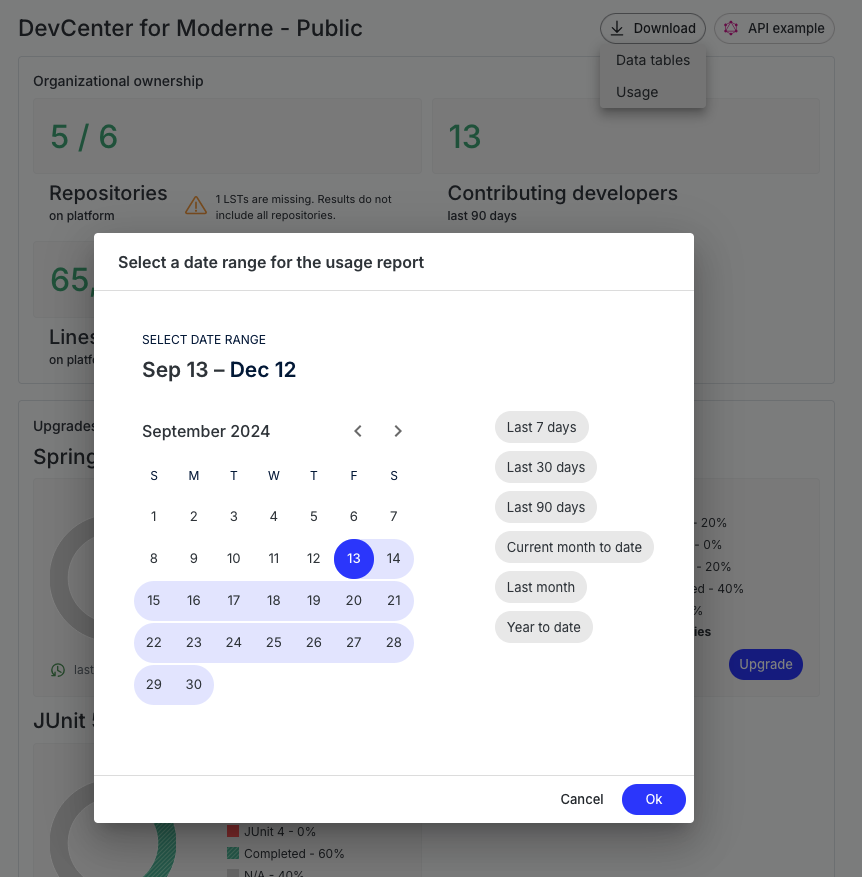 DevCenter for Moderne - Public
Download
API example
Data tables
Usage
Organizational ownership
5 / 6
13
Repositories
on platform
1 LSTs are missing. Results do not
include all repositories.
Contributing developers
last 90 days
65,
Lines
on platf
Select a date range for the usage report
SELECT DATE RANGE
Sep 13 – Dec 12
September 2024
S M T W T F S
1 2 3 4 5 6 7
8 9 10 11 12 13 14
15 16 17 18 19 20 21
22 23 24 25 26 27 28
29 30
Last 7 days
Last 30 days
Last 90 days
Current month to date
Last month
Year to date
Cancel
Ok
Upgrades
Spring
- 20%
- 0%
- 20%
ed - 40%
%
ies
last
Upgrade
JUnit 5
JUnit 4 - 0%
Completed - 60%
N/A - 40%